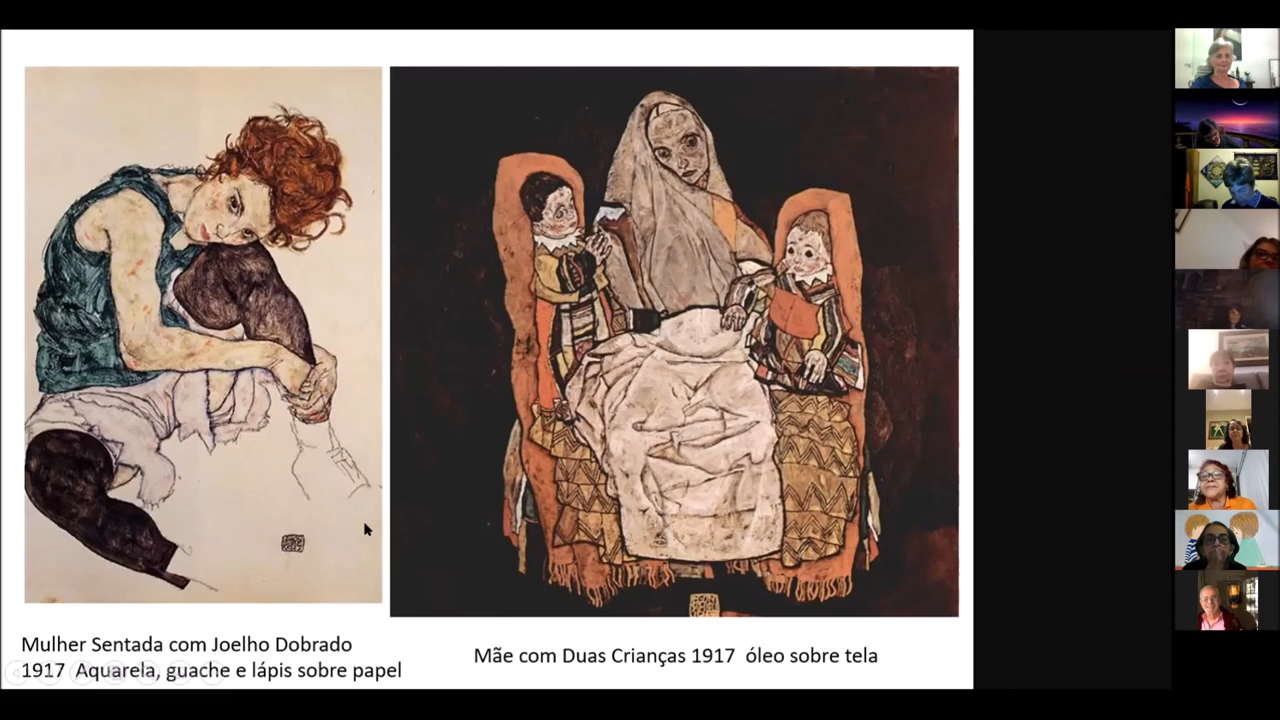 Mulher Sentada com Joelho Dobrado
1917 Aquarela, guache e lápis sobre papel
Mãe com Duas Crianças 1917 óleo sobre tela